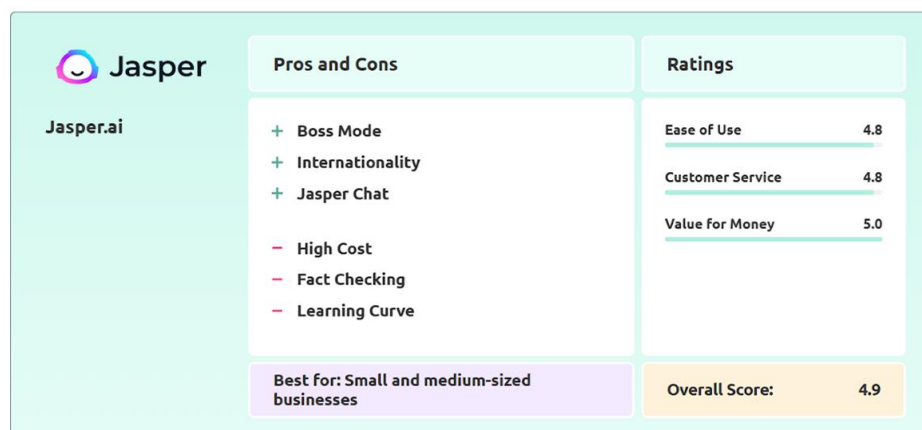 Jasper
Jasper.ai
Pros and Cons
+ Boss Mode
+ Internationality
+ Jasper Chat
− High Cost
− Fact Checking
− Learning Curve
Best for: Small and medium-sized
businesses
Ratings
Ease of Use 4.8
Customer Service 4.8
Value for Money 5.0
Overall Score: 4.9